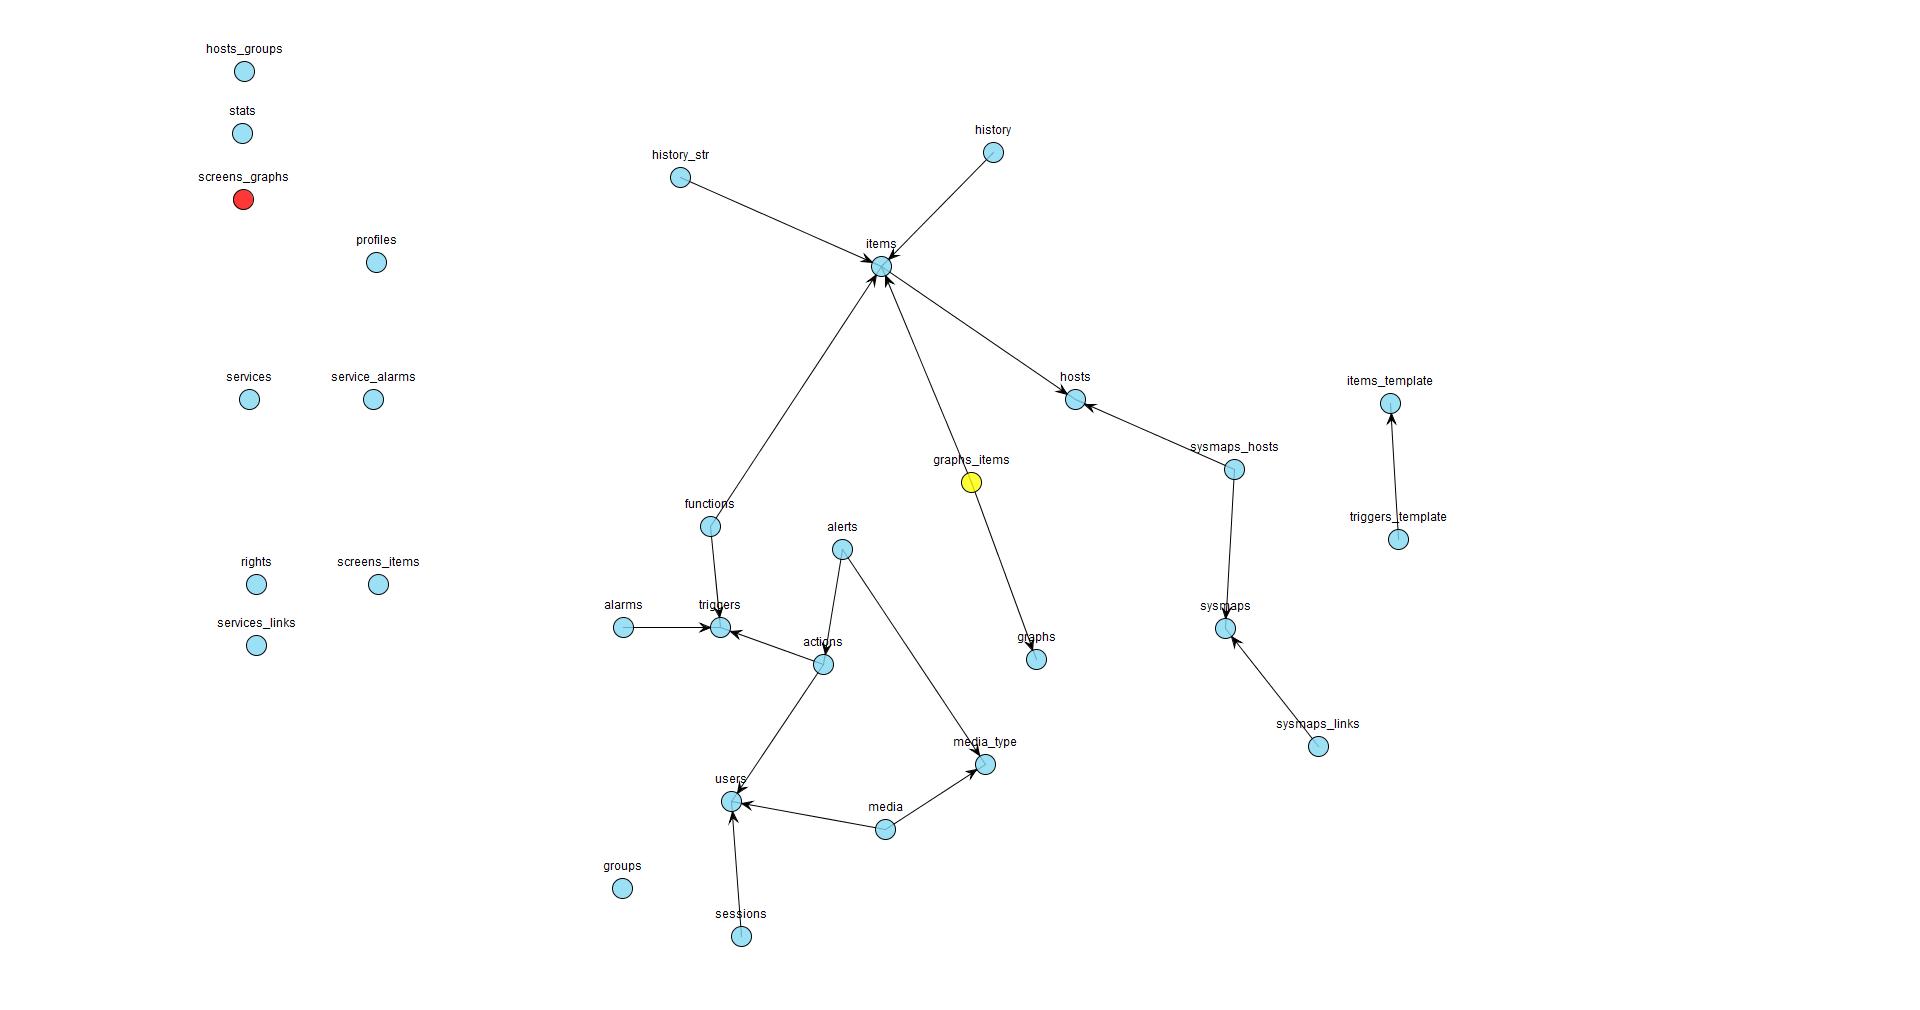 hosts_groups
stats
screens_graphs
profiles
services
service_alarms
rights
screens_items
services_links
history_str
history
items
hosts
sysmaps_hosts
items_template
graphs_items
functions
alerts
triggers_template
alarms
triggers
actions
graphs
sysmaps
sysmaps_links
media_type
users
media
groups
sessions